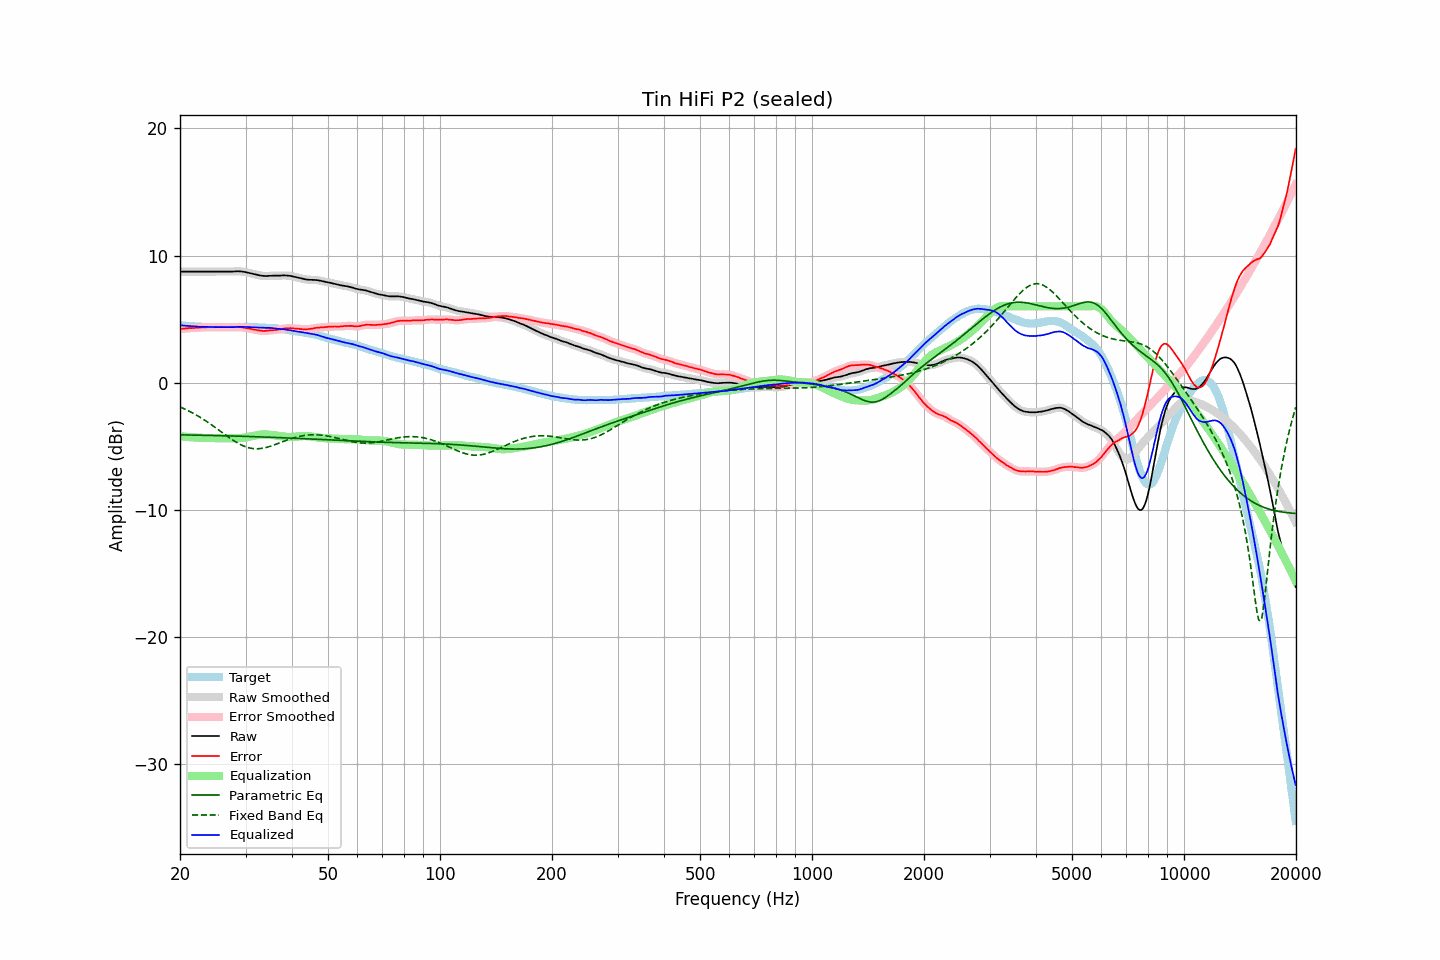 Tin HiFi P2 (sealed)
20
10
0
−10
−20
−30
Amplitude (dBr)
Target
Raw Smoothed
Error Smoothed
Raw
Error
Equalization
Parametric Eq
Fixed Band Eq
Equalized
20 50 100 200 500 1000 2000 5000 10000 20000
Frequency (Hz)